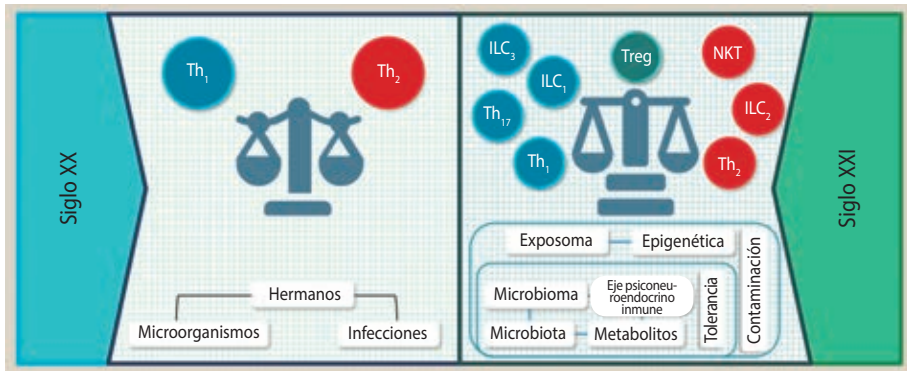 Siglo XX
Th1
Th2
Hermanos
Microorganismos
Infecciones
ILC3
ILC1
Th17
Th1
Treg
NKT
ILC2
Th2
Exposoma
Epigenética
Microbioma
Eje psiconeu-
roendocrino
inmune
Microbiota
Metabolitos
Tolerancia
Contaminación
Siglo XXI